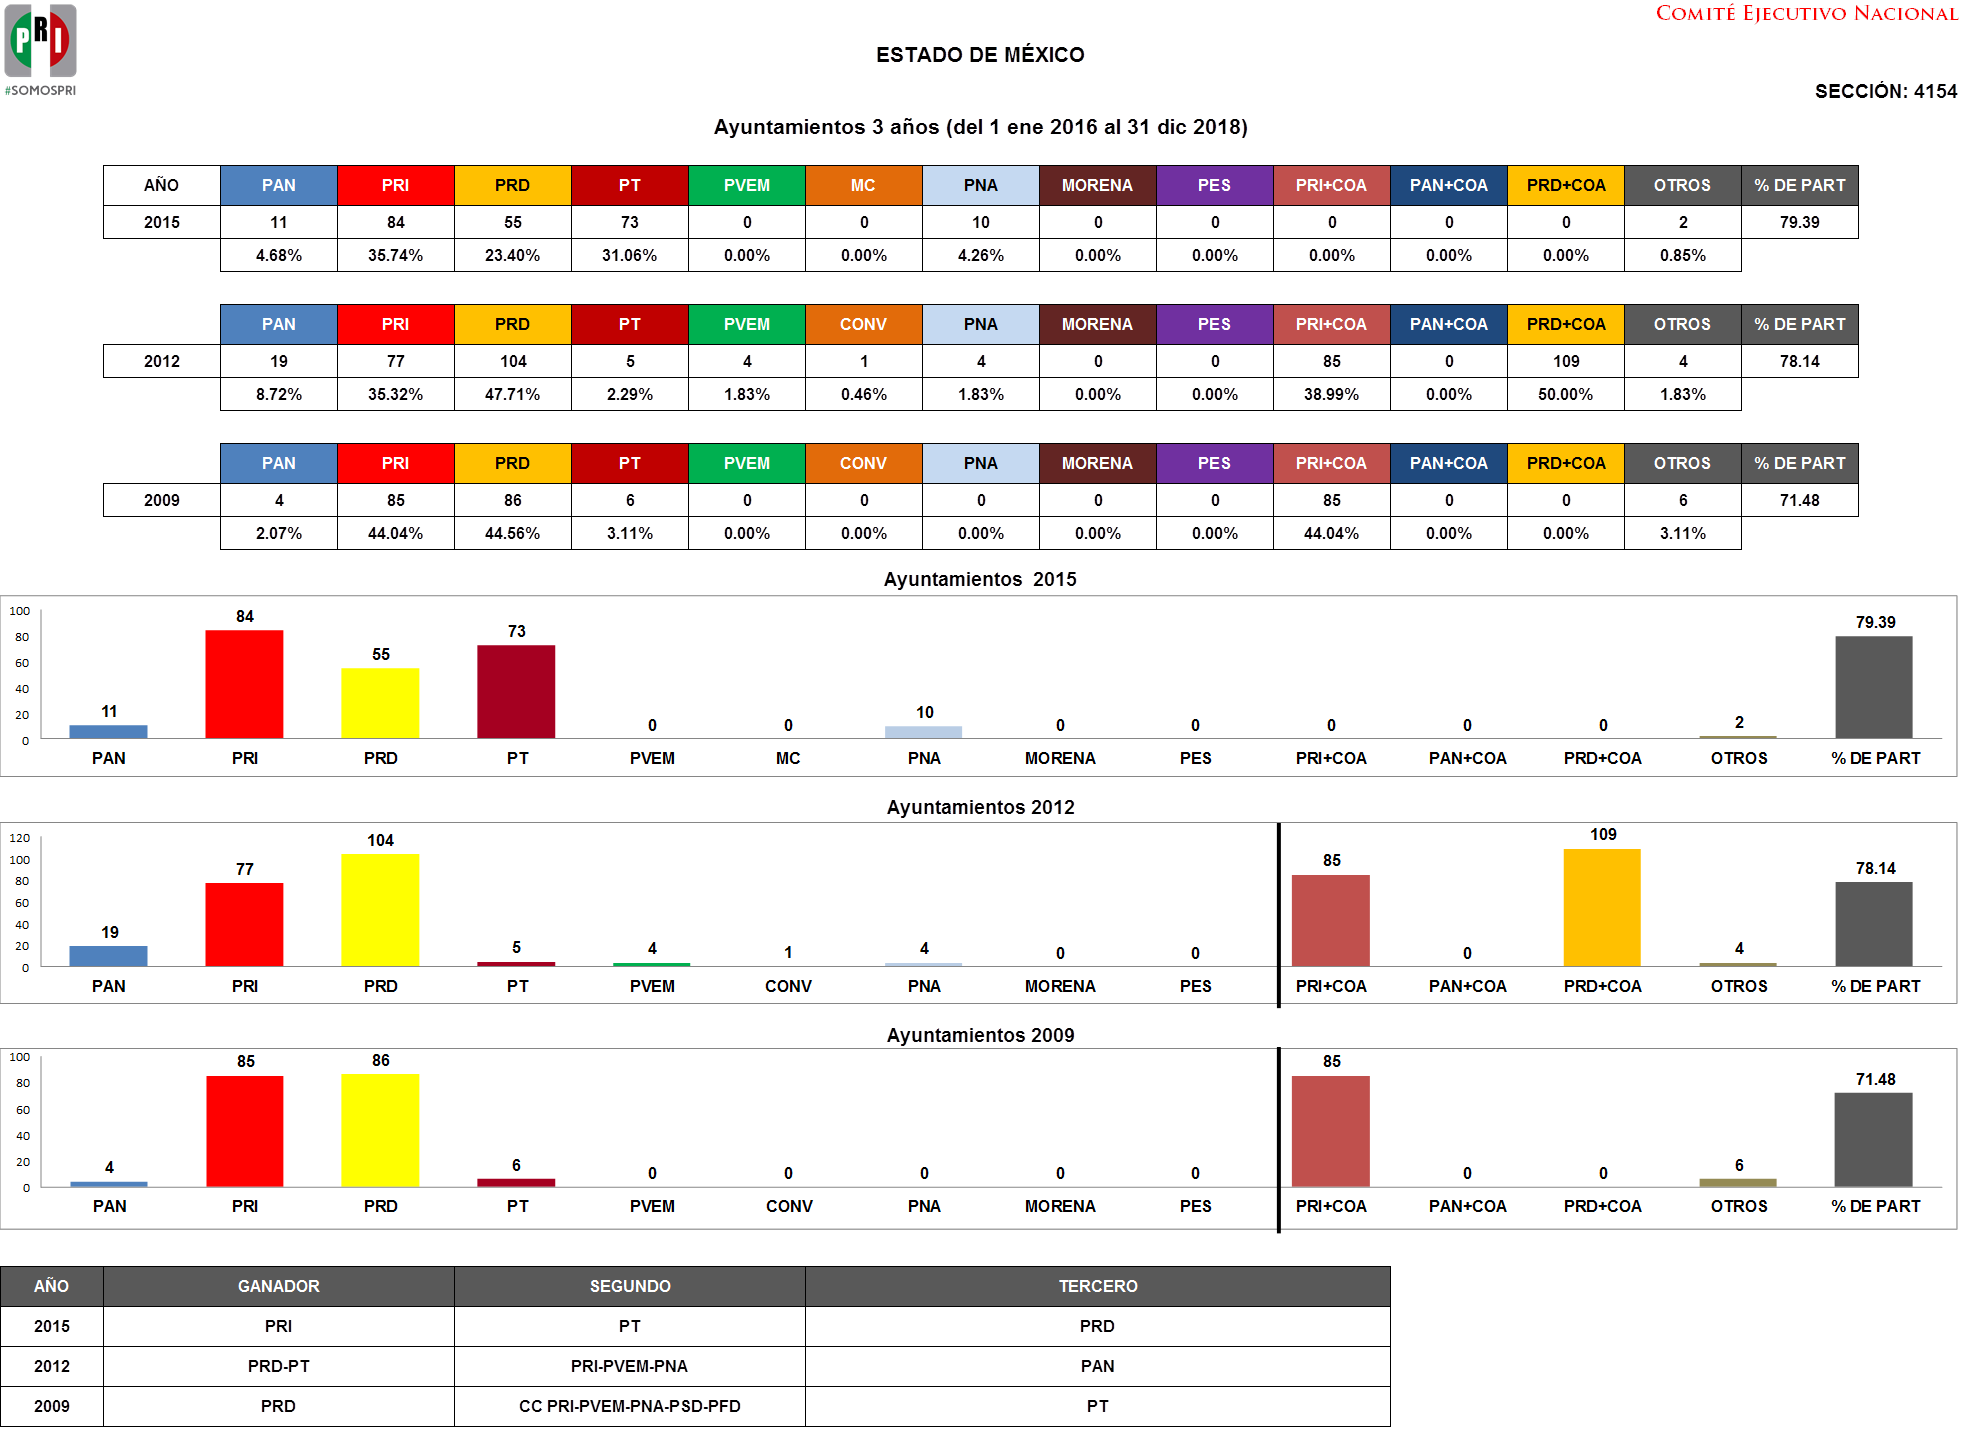 PRI
#SOMOSPRI
COMITÉ EJECUTIVO NACIONAL
ESTADO DE MÉXICO
SECCIÓN: 4154
Ayuntamientos 3 años (del 1 ene 2016 al 31 dic 2018)
AÑO PAN PRI PRD PT PVEM MC PNA MORENA PES PRI+COA PAN+COA PRD+COA OTROS % DE PART
2015 11 84 55 73 0 0 10 0 0 0 0 0 2 79.39
4.68% 35.74% 23.40% 31.06% 0.00% 0.00% 4.26% 0.00% 0.00% 0.00% 0.00% 0.00% 0.85%
PAN PRI PRD PT PVEM CONV PNA MORENA PES PRI+COA PAN+COA PRD+COA OTROS % DE PART
2012 19 77 104 5 4 1 4 0 0 85 0 109 4 78.14
8.72% 35.32% 47.71% 2.29% 1.83% 0.46% 1.83% 0.00% 0.00% 38.99% 0.00% 50.00% 1.83%
PAN PRI PRD PT PVEM CONV PNA MORENA PES PRI+COA PAN+COA PRD+COA OTROS % DE PART
2009 4 85 86 6 0 0 0 0 0 85 0 0 6 71.48
2.07% 44.04% 44.56% 3.11% 0.00% 0.00% 0.00% 0.00% 0.00% 44.04% 0.00% 0.00% 3.11%
Ayuntamientos 2015
100
80
60
40
20
0
11 84 55 73 0 0 10 0 0 0 0 0 2 79.39
PAN PRI PRD PT PVEM MC PNA MORENA PES PRI+COA PAN+COA PRD+COA OTROS % DE PART
Ayuntamientos 2012
120
100
80
60
40
20
0
19 77 104 5 4 1 4 0 0 85 0 109 4 78.14
PAN PRI PRD PT PVEM CONV PNA MORENA PES PRI+COA PAN+COA PRD+COA OTROS % DE PART
Ayuntamientos 2009
100
80
60
40
20
0
4 85 86 6 0 0 0 0 0 85 0 0 6 71.48
PAN PRI PRD PT PVEM CONV PNA MORENA PES PRI+COA PAN+COA PRD+COA OTROS % DE PART
AÑO GANADOR SEGUNDO TERCERO
2015 PRI PT PRD
2012 PRD-PT PRI-PVEM-PNA PAN
2009 PRD CC PRI-PVEM-PNA-PSD-PFD PT